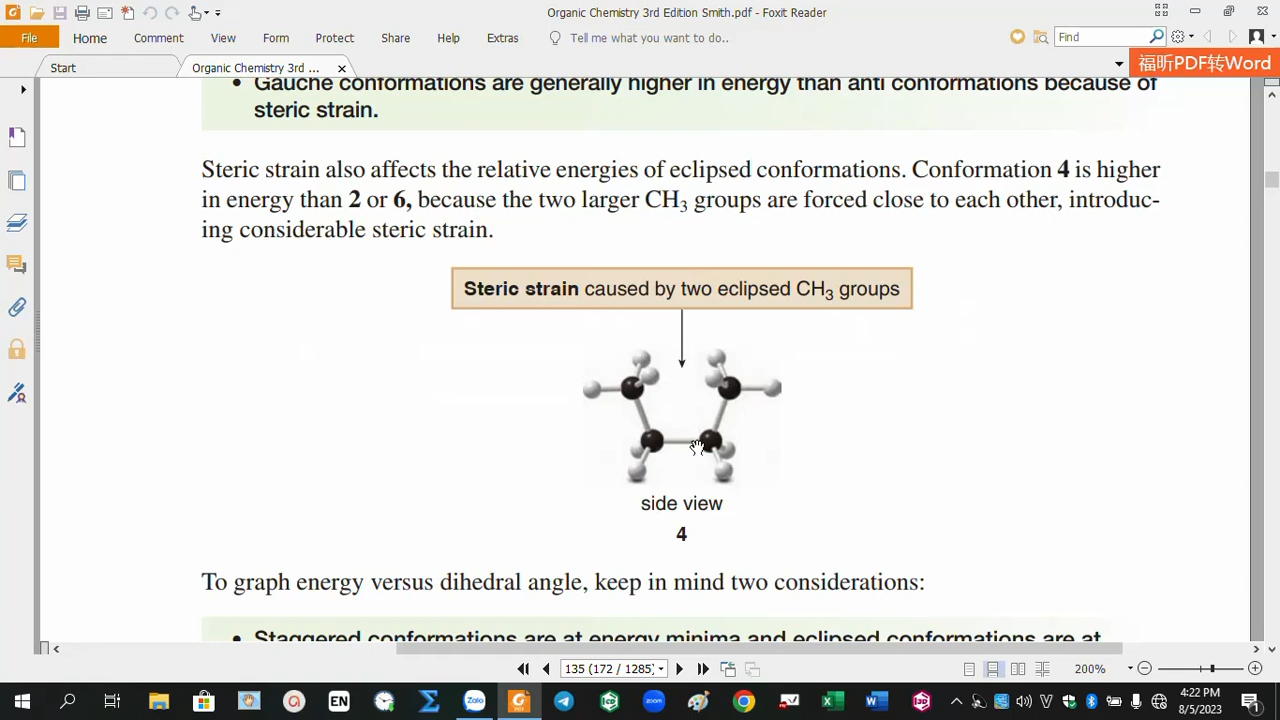 Organic Chemistry 3rd Edition Smith.pdf - Foxit Reader
File Home Comment View Form Protect Share Help Extras Tell me what you want to do.. Find
Start Organic Chemistry 3rd ... 福昕PDF转Word
• Gauche conformations are generally higher in energy than anti conformations because of
steric strain.
Steric strain also affects the relative energies of eclipsed conformations. Conformation 4 is higher
in energy than 2 or 6, because the two larger CH3 groups are forced close to each other, introduc-
ing considerable steric strain.
Steric strain caused by two eclipsed CH3 groups
side view
4
To graph energy versus dihedral angle, keep in mind two considerations:
• Staggered conformations are at energy minima and eclipsed conformations are at
135 (172 / 1285) 200%
EN Zalo zoom 4:22 PM
8/5/2023